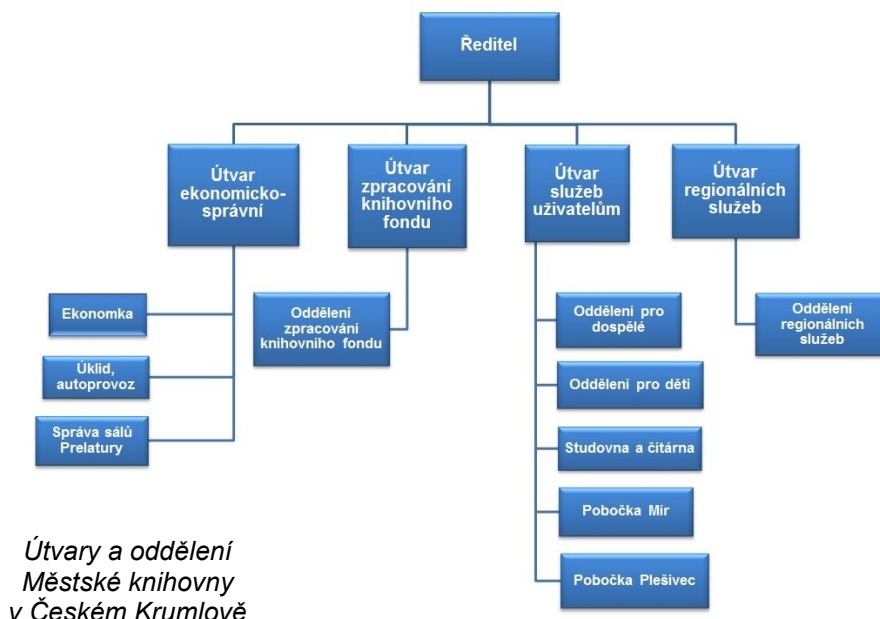 Ředitel
Útvar
ekonomicko-
správní
Útvar
zpracování
knihovního
fondu
Útvar
služeb
uživatelům
Útvar
regionálních
služeb
Ekonomka
Úklid,
autoprovoz
Správa sálů
Prelatury
Oddělení
zpracování
knihovního fondu
Oddělení pro
dospělé
Oddělení pro děti
Studovna a čítárna
Pobočka Mír
Pobočka Plešivec
Oddělení
regionálních
služeb
Útvary a oddělení
Městské knihovny
v Českém Krumlově